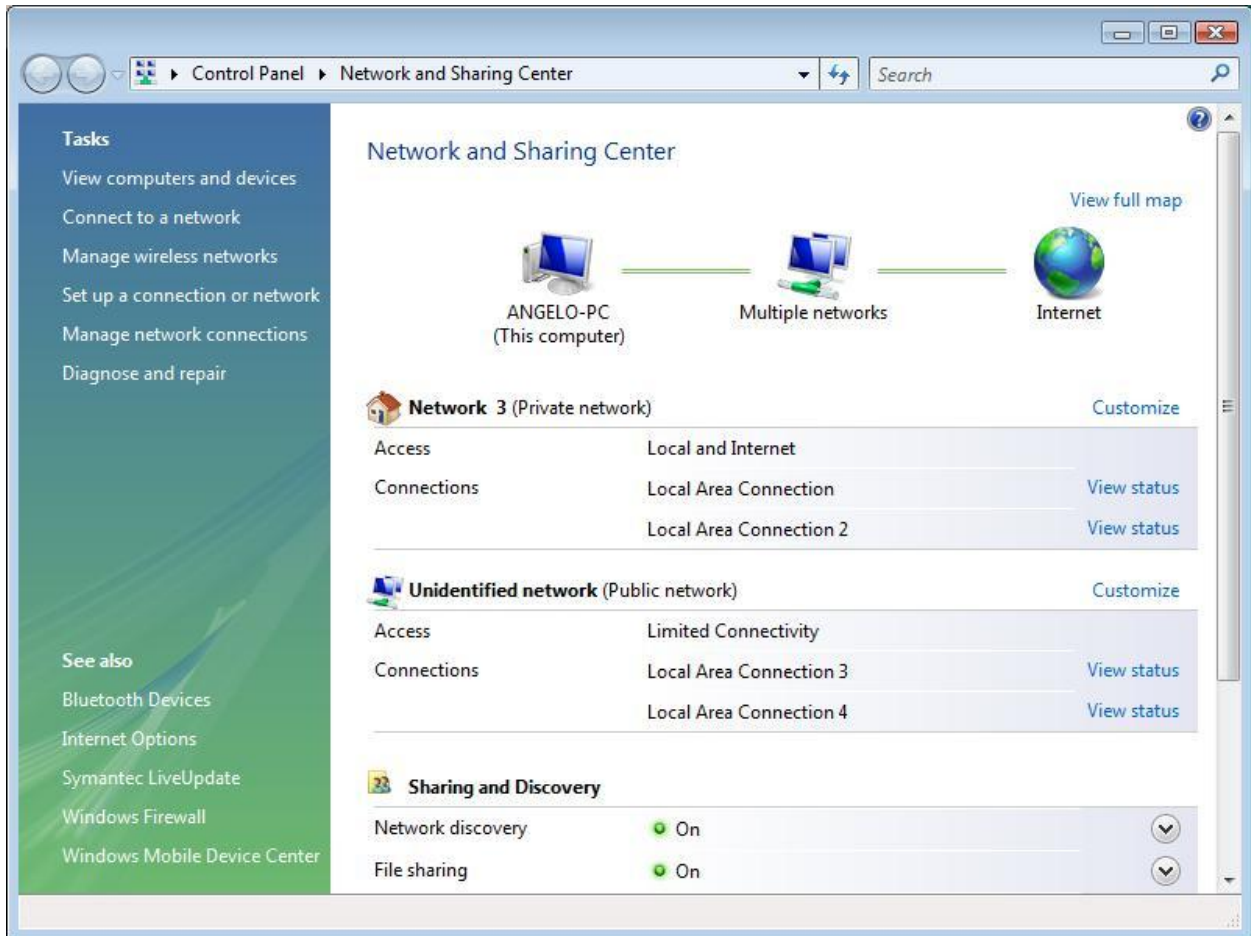 Control Panel ▸ Network and Sharing Center
Search
Tasks
View computers and devices
Connect to a network
Manage wireless networks
Set up a connection or network
Manage network connections
Diagnose and repair
See also
Bluetooth Devices
Internet Options
Symantec LiveUpdate
Windows Firewall
Windows Mobile Device Center
Network and Sharing Center
View full map
ANGELO-PC
(This computer)
Multiple networks
Internet
Network 3 (Private network) Customize
Access Local and Internet
Connections Local Area Connection View status
Local Area Connection 2 View status
Unidentified network (Public network) Customize
Access Limited Connectivity
Connections Local Area Connection 3 View status
Local Area Connection 4 View status
Sharing and Discovery
Network discovery On
File sharing On